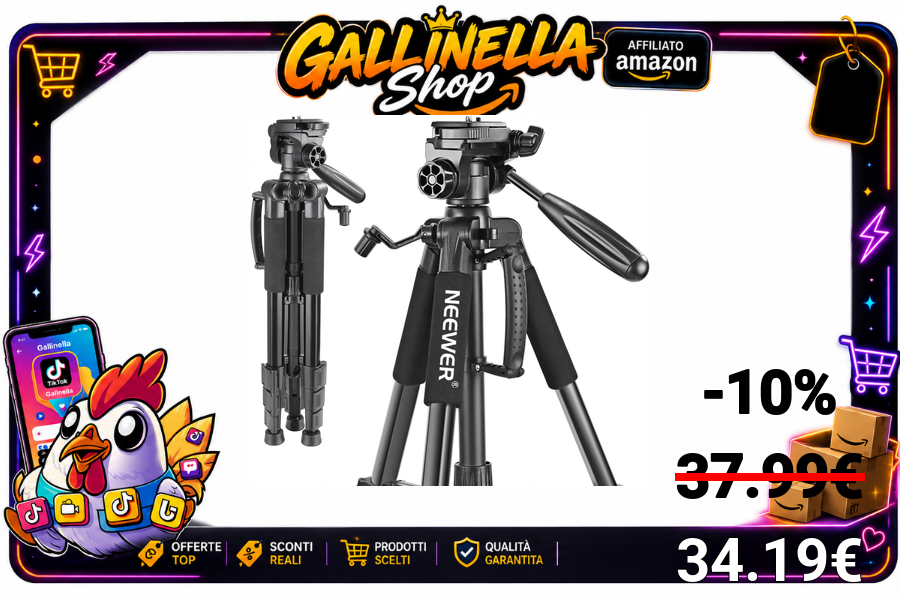 GALLINELLA
Shop
AFFILIATO
amazon
Gallinella
TikTok
Gallinella
NEEWER®
-10%
37.99€
34.19€
OFFERTE
TOP
SCONTI
REALI
PRODOTTI
SCELTI
QUALITÀ
GARANTITA